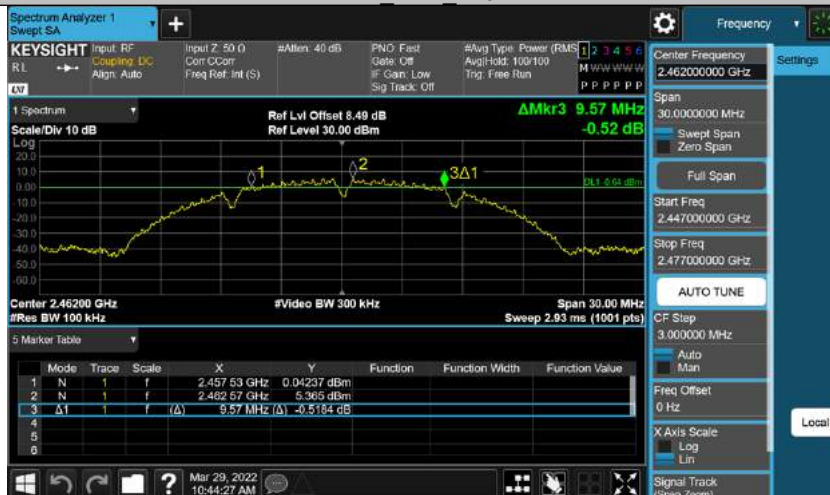 Spectrum Analyzer 1
Swept SA
+
Frequency
KEYSIGHT
RL
LXI
Input: RF
Coupling: DC
Align: Auto
Input Z: 50 Ω
Corr CCorr
Freq Ref: Int (S)
#Atten: 40 dB
PNO: Fast
Gate: Off
IF Gain: Low
Sig Track: Off
#Avg Type: Power (RMS
Avg|Hold: 100/100
Trig: Free Run
1 2 3 4 5 6
M W W W W W
P P P P P P
Center Frequency
2.462000000 GHz
Settings
Span
30.0000000 MHz
Swept Span
Zero Span
Full Span
Start Freq
2.447000000 GHz
Stop Freq
2.477000000 GHz
AUTO TUNE
CF Step
3.000000 MHz
Auto
Man
Freq Offset
0 Hz
X Axis Scale
Log
Lin
Signal Track
(Span Zoom)
Local
1 Spectrum
Scale/Div 10 dB
Ref Lvl Offset 8.49 dB
Ref Level 30.00 dBm
ΔMkr3 9.57 MHz
-0.52 dB
Log
20.0
10.0
0.00
-10.0
-20.0
-30.0
-40.0
-50.0
-60.0
1
2
3Δ1
DL1 -0.64 dBm
Center 2.46200 GHz
#Res BW 100 kHz
#Video BW 300 kHz
Span 30.00 MHz
Sweep 2.93 ms (1001 pts)
5 Marker Table
Mode Trace Scale X Y Function Function Width Function Value
1 N 1 f 2.457 53 GHz 0.04237 dBm
2 N 1 f 2.462 57 GHz 5.365 dBm
3 Δ1 1 f (Δ) 9.57 MHz (Δ) -0.5184 dB
4
5
6
?
Mar 29, 2022
10:44:27 AM